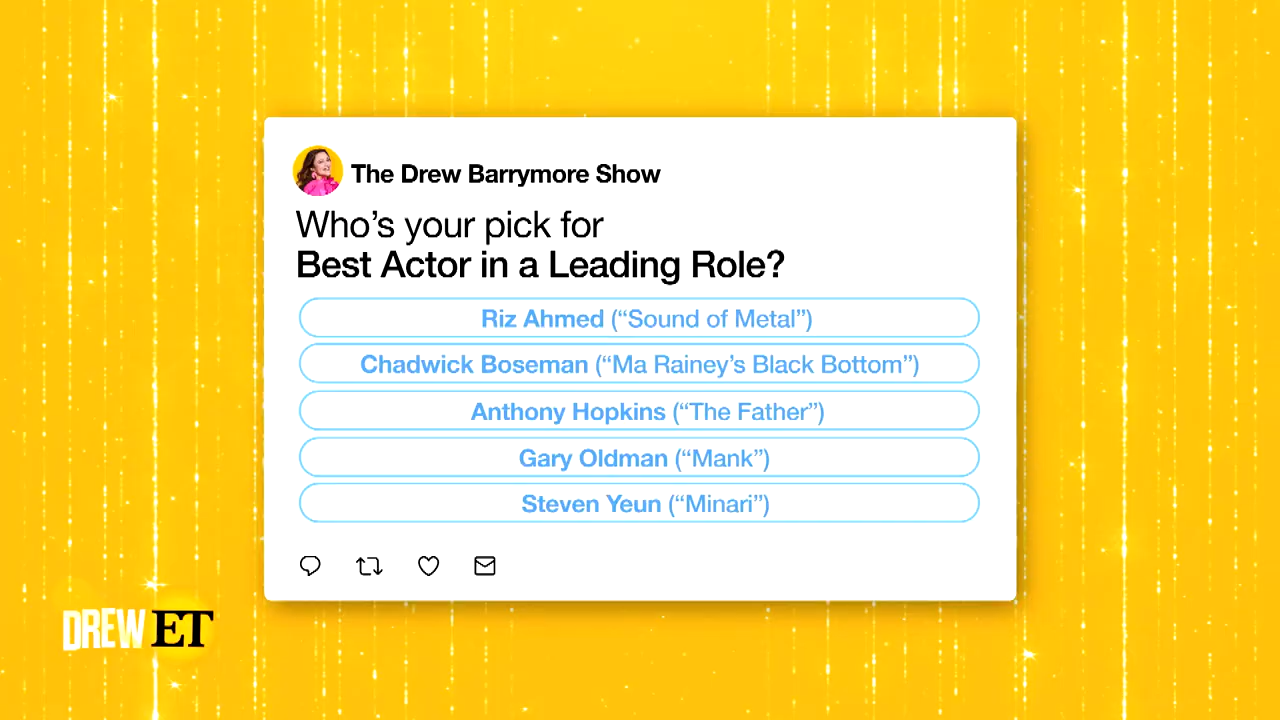 The Drew Barrymore Show
Who’s your pick for
Best Actor in a Leading Role?
Riz Ahmed (“Sound of Metal”)
Chadwick Boseman (“Ma Rainey’s Black Bottom”)
Anthony Hopkins (“The Father”)
Gary Oldman (“Mank”)
Steven Yeun (“Minari”)
DREW ET